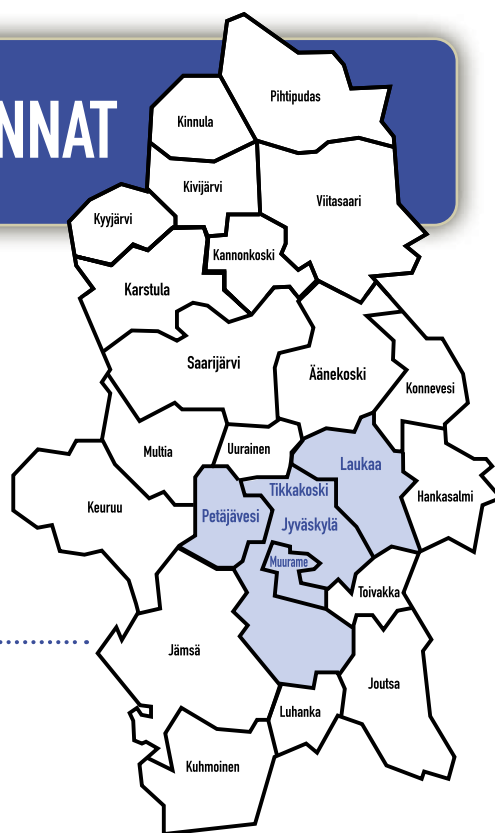 NNAT
Pihtipudas
Kinnula
Kivijärvi
Viitasaari
Kyyjärvi
Kannonkoski
Karstula
Saarijärvi
Äänekoski
Konnevesi
Multia
Uurainen
Laukaa
Keuruu
Tikkakoski
Hankasalmi
Petäjävesi
Jyväskylä
Muurame
Toivakka
Jämsä
Joutsa
Luhanka
Kuhmoinen